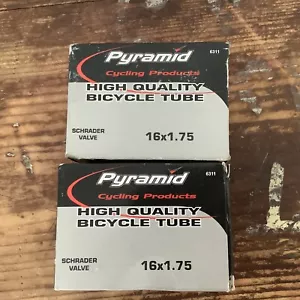 Pyramid
6311
Cycling Products
HIGH QUALITY
BICYCLE TUBE
SCHRADER
VALVE
16x1.75
Pyramid
6311
Cycling Products
HIGH QUALITY
BICYCLE TUBE
SCHRADER
VALVE
16x1.75